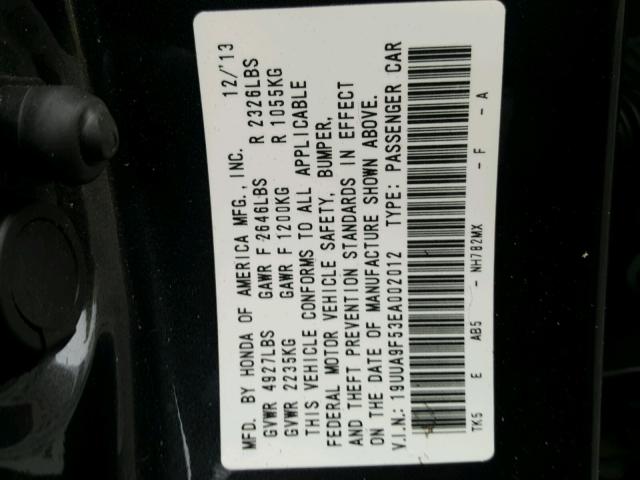 MFD. BY HONDA OF AMERICA MFG., INC. 12/'13
GVWR 4927LBS GAWR F 2646LBS R 2326LBS
GVWR 2235KG GAWR F 1200KG R 1055KG
THIS VEHICLE CONFORMS TO ALL APPLICABLE
FEDERAL MOTOR VEHICLE SAFETY, BUMPER,
AND THEFT PREVENTION STANDARDS IN EFFECT
ON THE DATE OF MANUFACTURE SHOWN ABOVE.
V.I.N.: 19UUA9F53EA002012 TYPE: PASSENGER CAR
TK5 E AB5 - NH782MX - F - A